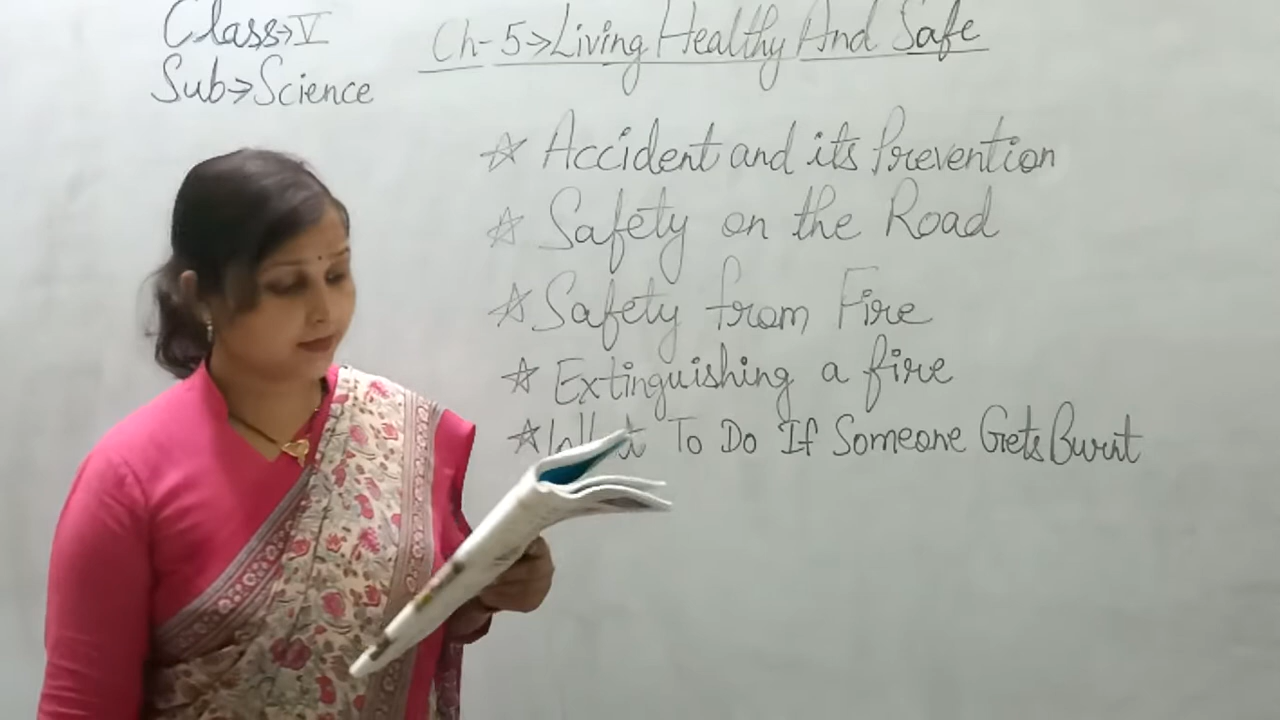 Class→V
Sub→Science
Ch-5→Living Healthy And Safe
☆ Accident and its Prevention
☆ Safety on the Road
☆ Safety from Fire
☆ Extinguishing a fire
☆ To Do If Someone Gets Burnt